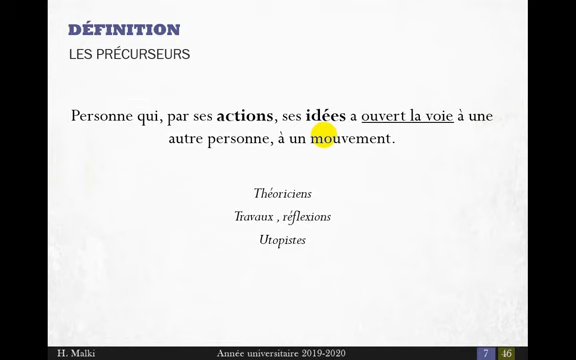 DÉFINITION
LES PRÉCURSEURS
Personne qui, par ses actions, ses idées a ouvert la voie à une
autre personne, à un mouvement.
Théoriciens
Travaux , réflexions
Utopistes
H. Malki Année universitaire 2019-2020 7 46